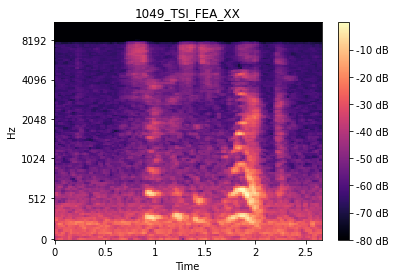 1049_TSI_FEA_XX
8192
4096
2048
1024
512
0
Hz
0
0.5
1
1.5
2
2.5
Time
-10 dB
-20 dB
-30 dB
-40 dB
-50 dB
-60 dB
-70 dB
-80 dB